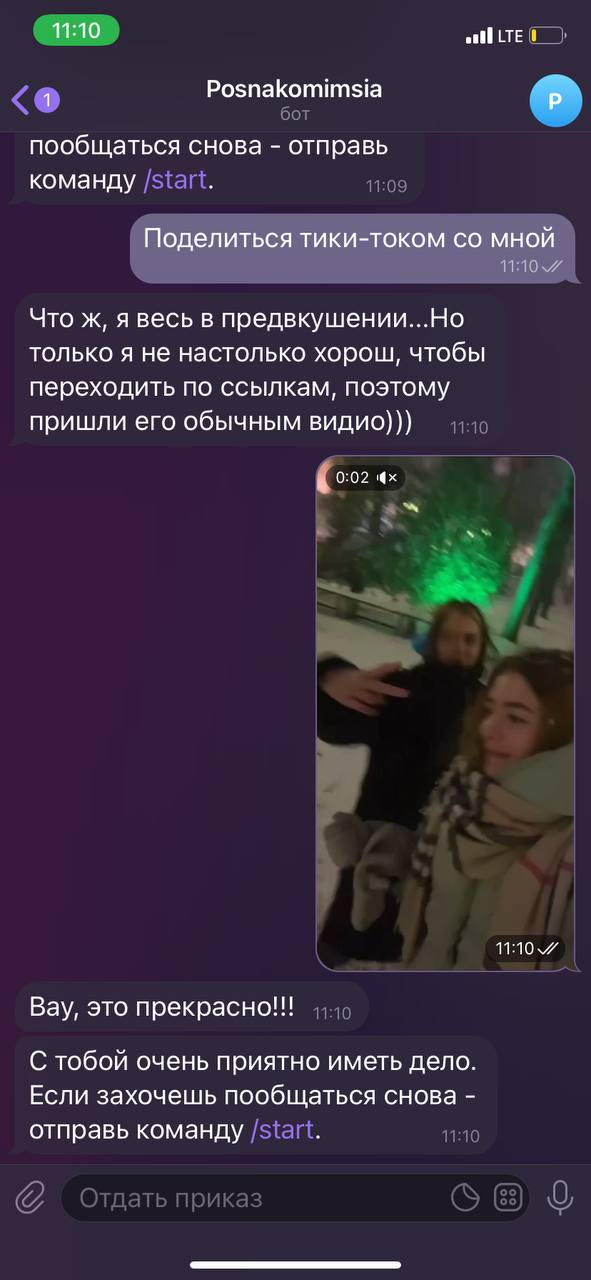 11:10
LTE
1
Posnakomimsia
бот
P
пообщаться снова - отправь
команду /start.
11:09
Поделиться тики-током со мной
11:10
Что ж, я весь в предвкушении...Но
только я не настолько хорош, чтобы
переходить по ссылкам, поэтому
пришли его обычным видио)))
11:10
0:02
11:10
Вау, это прекрасно!!!
11:10
С тобой очень приятно иметь дело.
Если захочешь пообщаться снова -
отправь команду /start.
11:10
Отдать приказ